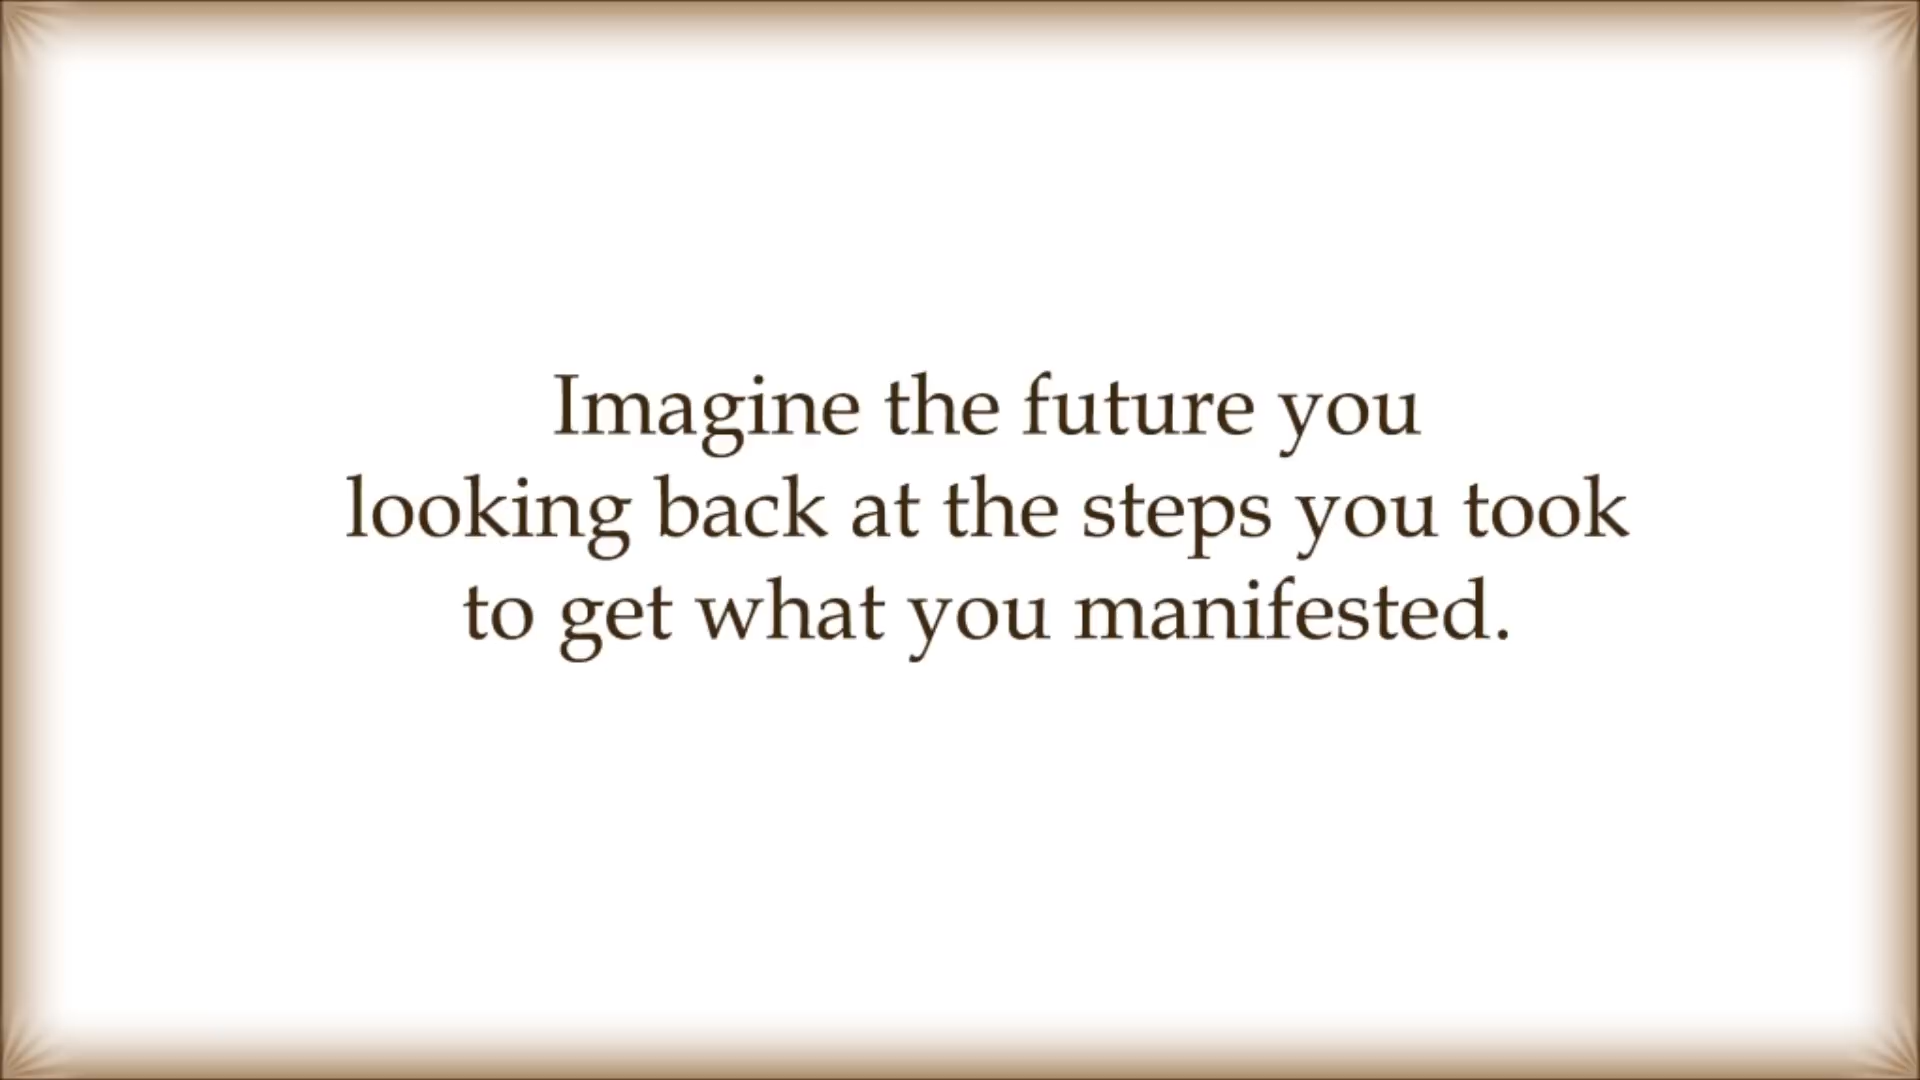 Imagine the future you
looking back at the steps you took
to get what you manifested.